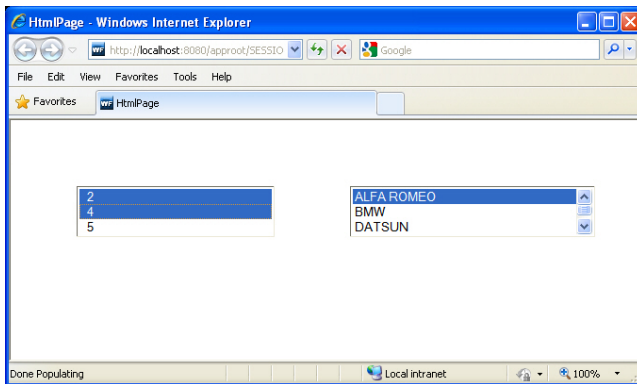 HtmlPage - Windows Internet Explorer
http://localhost:8080/approot/SESSIO
Google
File Edit View Favorites Tools Help
Favorites
HtmlPage
2
4
5
ALFA ROMEO
BMW
DATSUN
Done Populating
Local intranet
100%